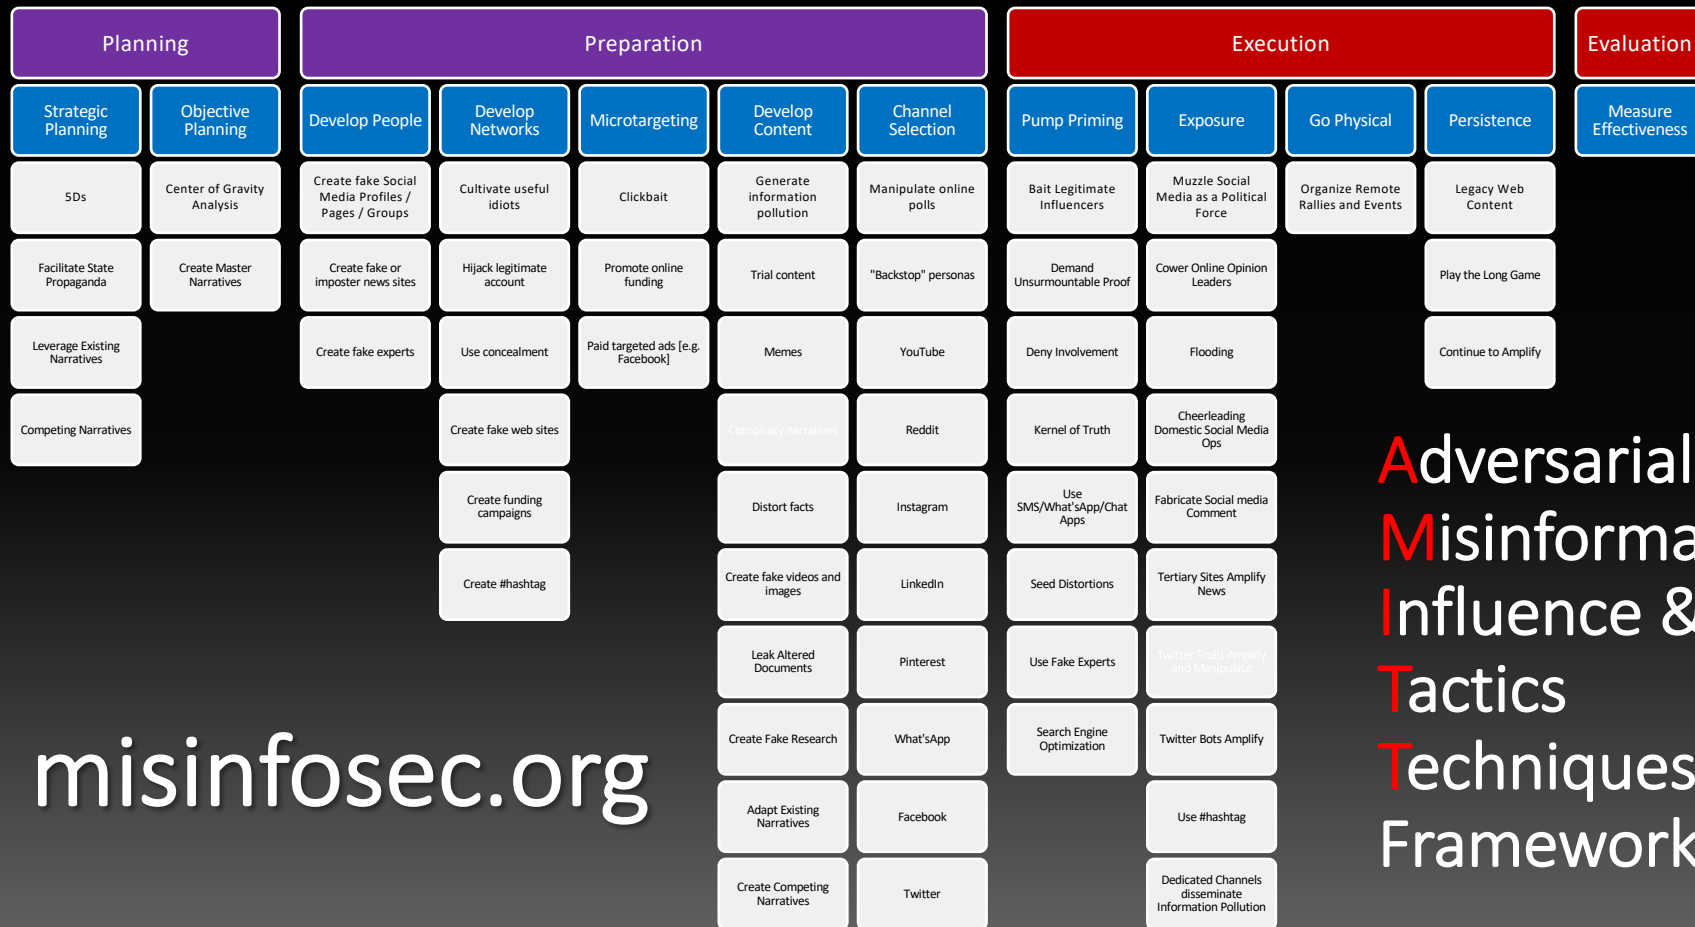 Planning
Preparation
Execution
Evaluation
Strategic
Planning
Objective
Planning
Develop People
Develop
Networks
Microtargeting
Develop
Content
Channel
Selection
Pump Priming
Exposure
Go Physical
Persistence
Measure
Effectiveness
5Ds
Facilitate State
Propaganda
Leverage Existing
Narratives
Competing Narratives
Center of Gravity
Analysis
Create Master
Narratives
Create fake Social
Media Profiles /
Pages / Groups
Create fake or
imposter news sites
Create fake experts
Cultivate useful
idiots
Hijack legitimate
account
Use concealment
Create fake web sites
Create funding
campaigns
Create #hashtag
Clickbait
Promote online
funding
Paid targeted ads [e.g.
Facebook]
Generate
information
pollution
Trial content
Memes
Conspiracy narratives
Distort facts
Create fake videos and
images
Leak Altered
Documents
Create Fake Research
Adapt Existing
Narratives
Create Competing
Narratives
Manipulate online
polls
"Backstop" personas
YouTube
Reddit
Instagram
LinkedIn
Pinterest
What'sApp
Facebook
Twitter
Bait Legitimate
Influencers
Demand
Unsurmountable Proof
Deny Involvement
Kernel of Truth
Use
SMS/What'sApp/Chat
Apps
Seed Distortions
Use Fake Experts
Search Engine
Optimization
Muzzle Social
Media as a Political
Force
Cower Online Opinion
Leaders
Flooding
Cheerleading
Domestic Social Media
Ops
Fabricate Social media
Comment
Tertiary Sites Amplify
News
Twitter Trolls Amplify
and Manipulate
Twitter Bots Amplify
Use #hashtag
Dedicated Channels
disseminate
Information Pollution
Organize Remote
Rallies and Events
Legacy Web
Content
Play the Long Game
Continue to Amplify
Adversarial
Misinforma
Influence &
Tactics
Techniques
Framework
misinfosec.org